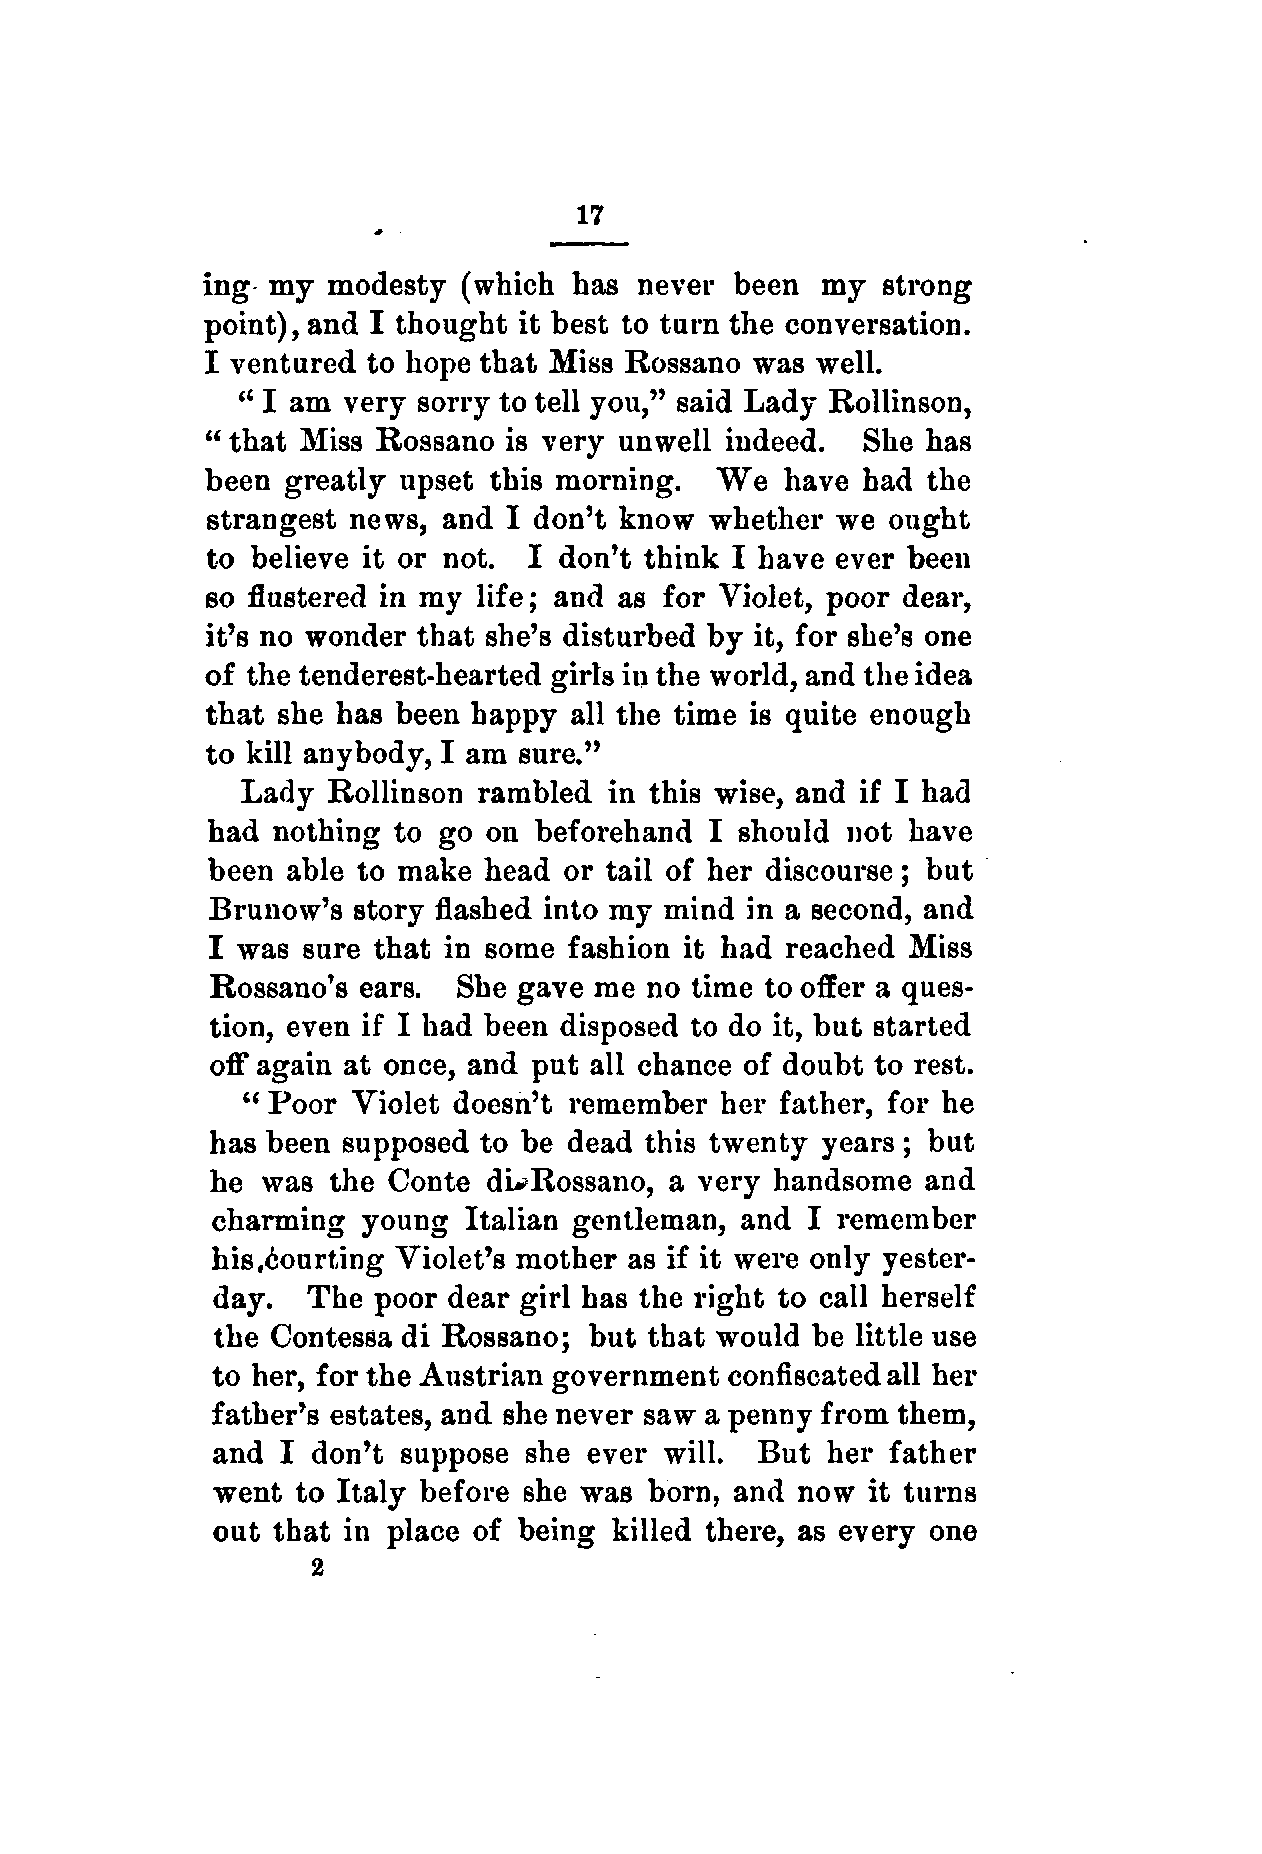 17
ing my modesty (which has never been my strong
point), and I thought it best to turn the conversation.
I ventured to hope that Miss Rossano was well.
“I am very sorry to tell you,” said Lady Rollinson,
“that Miss Rossano is very unwell indeed. She has
been greatly upset this morning. We have had the
strangest news, and I don't know whether we ought
to believe it or not. I don't think I have ever been
so flustered in my life; and as for Violet, poor dear,
it's no wonder that she's disturbed by it, for she's one
of the tenderest-hearted girls in the world, and the idea
that she has been happy all the time is quite enough
to kill anybody, I am sure.”
Lady Rollinson rambled in this wise, and if I had
had nothing to go on beforehand I should not have
been able to make head or tail of her discourse; but
Brunow's story flashed into my mind in a second, and
I was sure that in some fashion it had reached Miss
Rossano's ears. She gave me no time to offer a ques-
tion, even if I had been disposed to do it, but started
off again at once, and put all chance of doubt to rest.
“Poor Violet doesn't remember her father, for he
has been supposed to be dead this twenty years; but
he was the Conte di Rossano, a very handsome and
charming young Italian gentleman, and I remember
his courting Violet's mother as if it were only yester-
day. The poor dear girl has the right to call herself
the Contessa di Rossano; but that would be little use
to her, for the Austrian government confiscated all her
father's estates, and she never saw a penny from them,
and I don't suppose she ever will. But her father
went to Italy before she was born, and now it turns
out that in place of being killed there, as every one
2